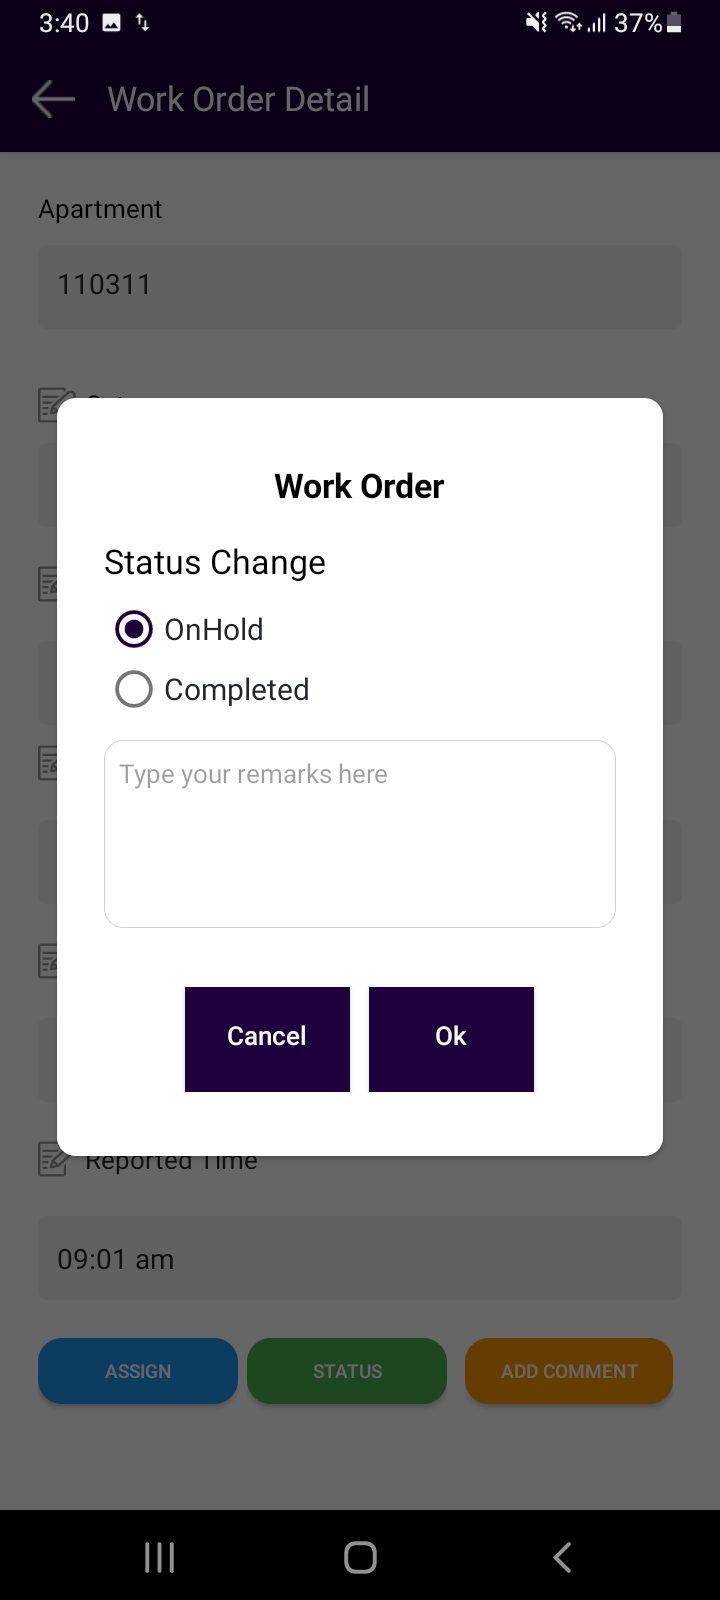 3:40
37%
Work Order Detail
Apartment
110311
Work Order
Status Change
OnHold
Completed
Type your remarks here
Cancel
Ok
Reported Time
09:01 am
ASSIGN
STATUS
ADD COMMENT